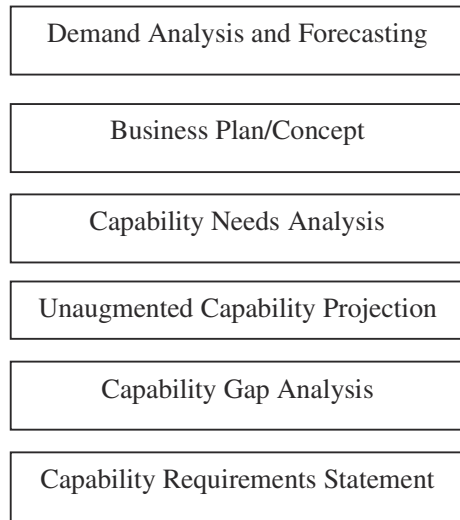 Demand Analysis and Forecasting
Business Plan/Concept
Capability Needs Analysis
Unaugmented Capability Projection
Capability Gap Analysis
Capability Requirements Statement